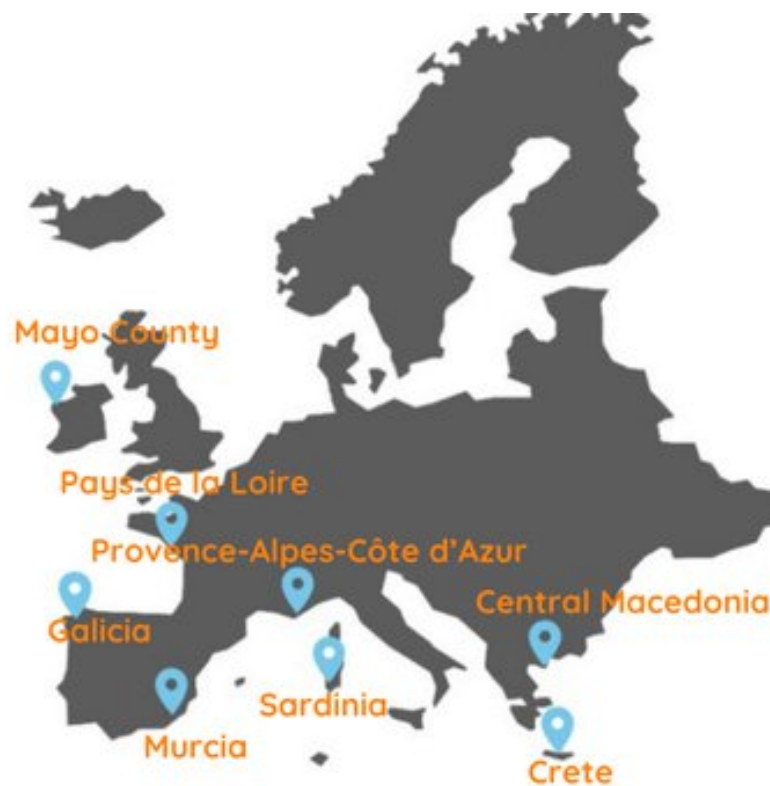 Mayo County
Pays de la Loire
Provence-Alpes-Côte d’Azur
Central Macedonia
Galicia
Sardinia
Murcia
Crete